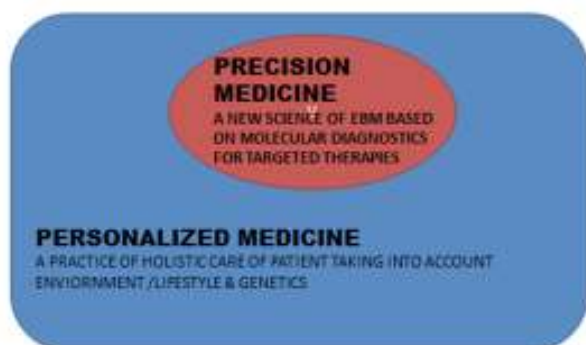 PRECISION
MEDICINE
A NEW SCIENCE OF EBM BASED
ON MOLECULAR DIAGNOSTICS
FOR TARGETED THERAPIES
PERSONALIZED MEDICINE
A PRACTICE OF HOLISTIC CARE OF PATIENT TAKING INTO ACCOUNT
ENVIORNMENT /LIFESTYLE & GENETICS